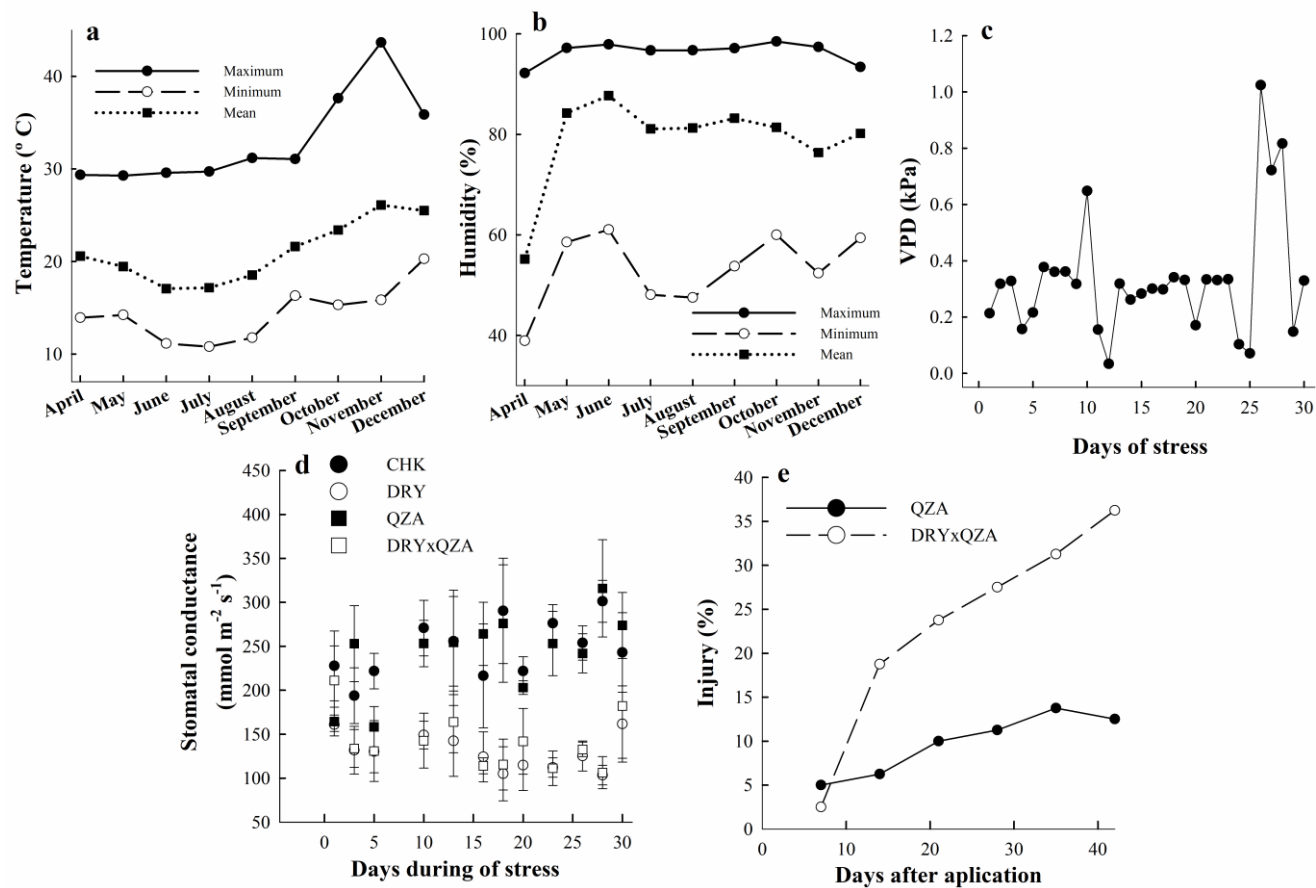 a
Maximum
Minimum
Mean
Temperature (º C)
40
30
20
10
April
May
June
July
August
September
October
November
December
b
Humidity (%)
100
80
60
40
Maximum
Minimum
Mean
April
May
June
July
August
September
October
November
December
c
VPD (kPa)
1.2
1.0
0.8
0.6
0.4
0.2
0.0
0 5 10 15 20 25 30
Days of stress
d
CHK
DRY
QZA
DRYxQZA
Stomatal conductance
(mmol m⁻² s⁻¹)
450
400
350
300
250
200
150
100
50
0 5 10 15 20 25 30
Days during of stress
e
QZA
DRYxQZA
Injury (%)
40
35
30
25
20
15
10
5
0
0 10 20 30 40
Days after aplication